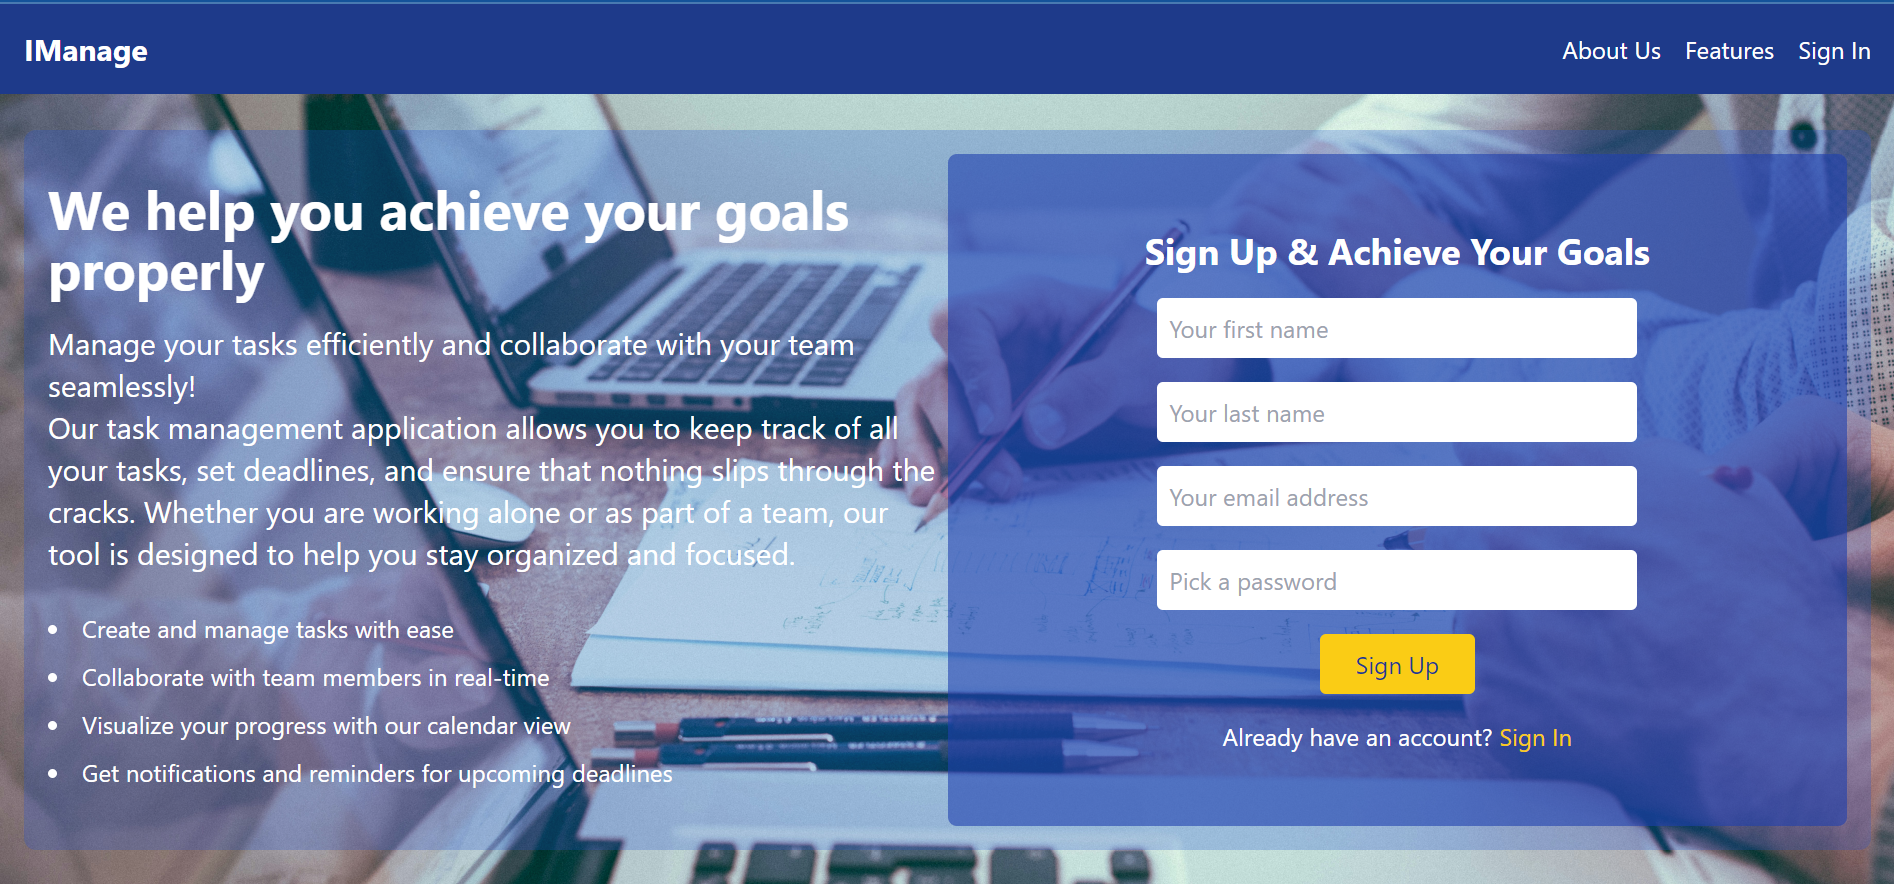 IManage
About Us
Features
Sign In
We help you achieve your goals
properly
Manage your tasks efficiently and collaborate with your team
seamlessly!
Our task management application allows you to keep track of all
your tasks, set deadlines, and ensure that nothing slips through the
cracks. Whether you are working alone or as part of a team, our
tool is designed to help you stay organized and focused.
Create and manage tasks with ease
Collaborate with team members in real-time
Visualize your progress with our calendar view
Get notifications and reminders for upcoming deadlines
Sign Up & Achieve Your Goals
Your first name
Your last name
Your email address
Pick a password
Sign Up
Already have an account? Sign In